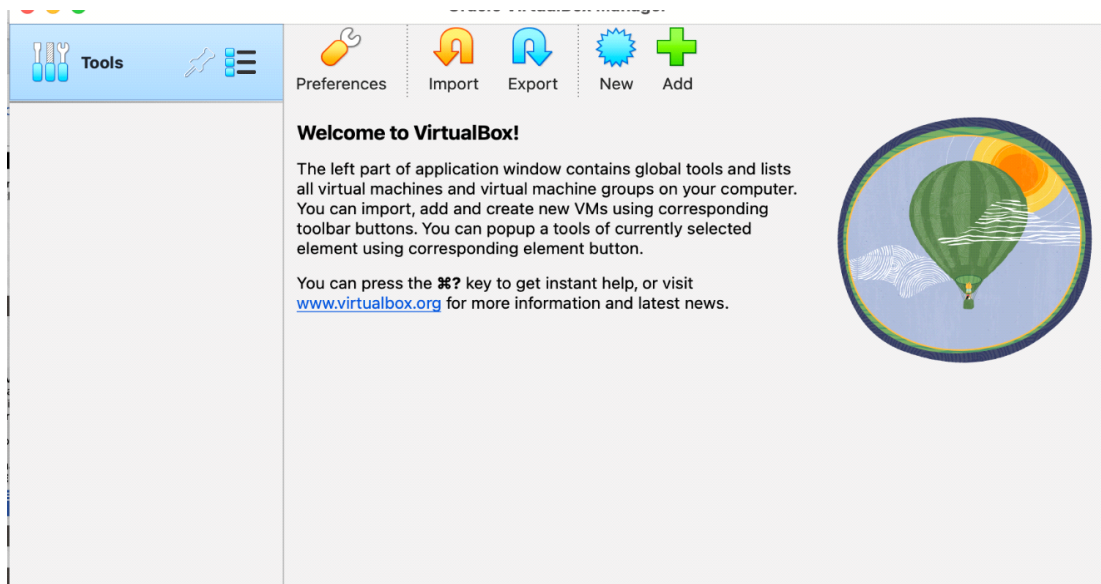 Tools
Preferences
Import
Export
New
Add
Welcome to VirtualBox!
The left part of application window contains global tools and lists
all virtual machines and virtual machine groups on your computer.
You can import, add and create new VMs using corresponding
toolbar buttons. You can popup a tools of currently selected
element using corresponding element button.
You can press the ⌘? key to get instant help, or visit
www.virtualbox.org for more information and latest news.